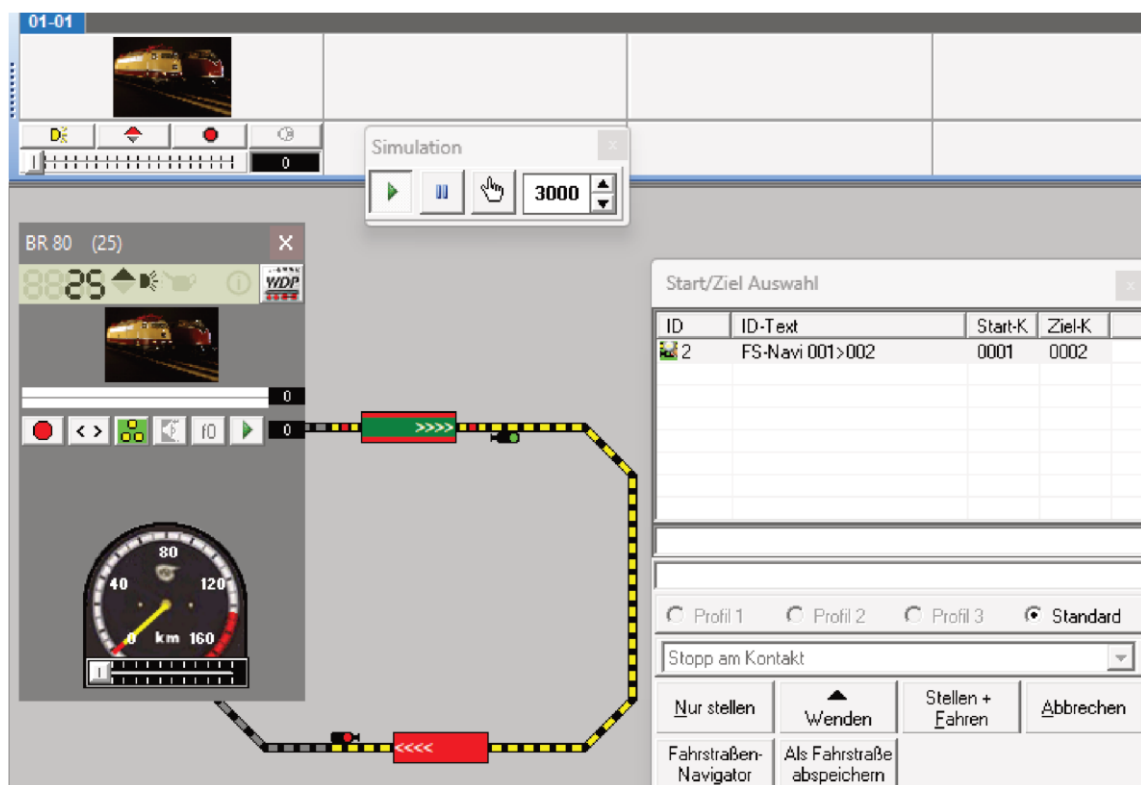 01-01
0
Simulation
x
3000
BR 80 (25)
25
WDP
0
0
>>>>
40 80 120
0 km 160
<<<<
Start/Ziel Auswahl
x
ID ID-Text Start-K Ziel-K
2 FS-Navi 001>002 0001 0002
Profil 1 Profil 2 Profil 3 Standard
Stopp am Kontakt
Nur stellen
Wenden
Stellen +
Fahren
Abbrechen
Fahrstraßen-
Navigator
Als Fahrstraße
abspeichern
f0